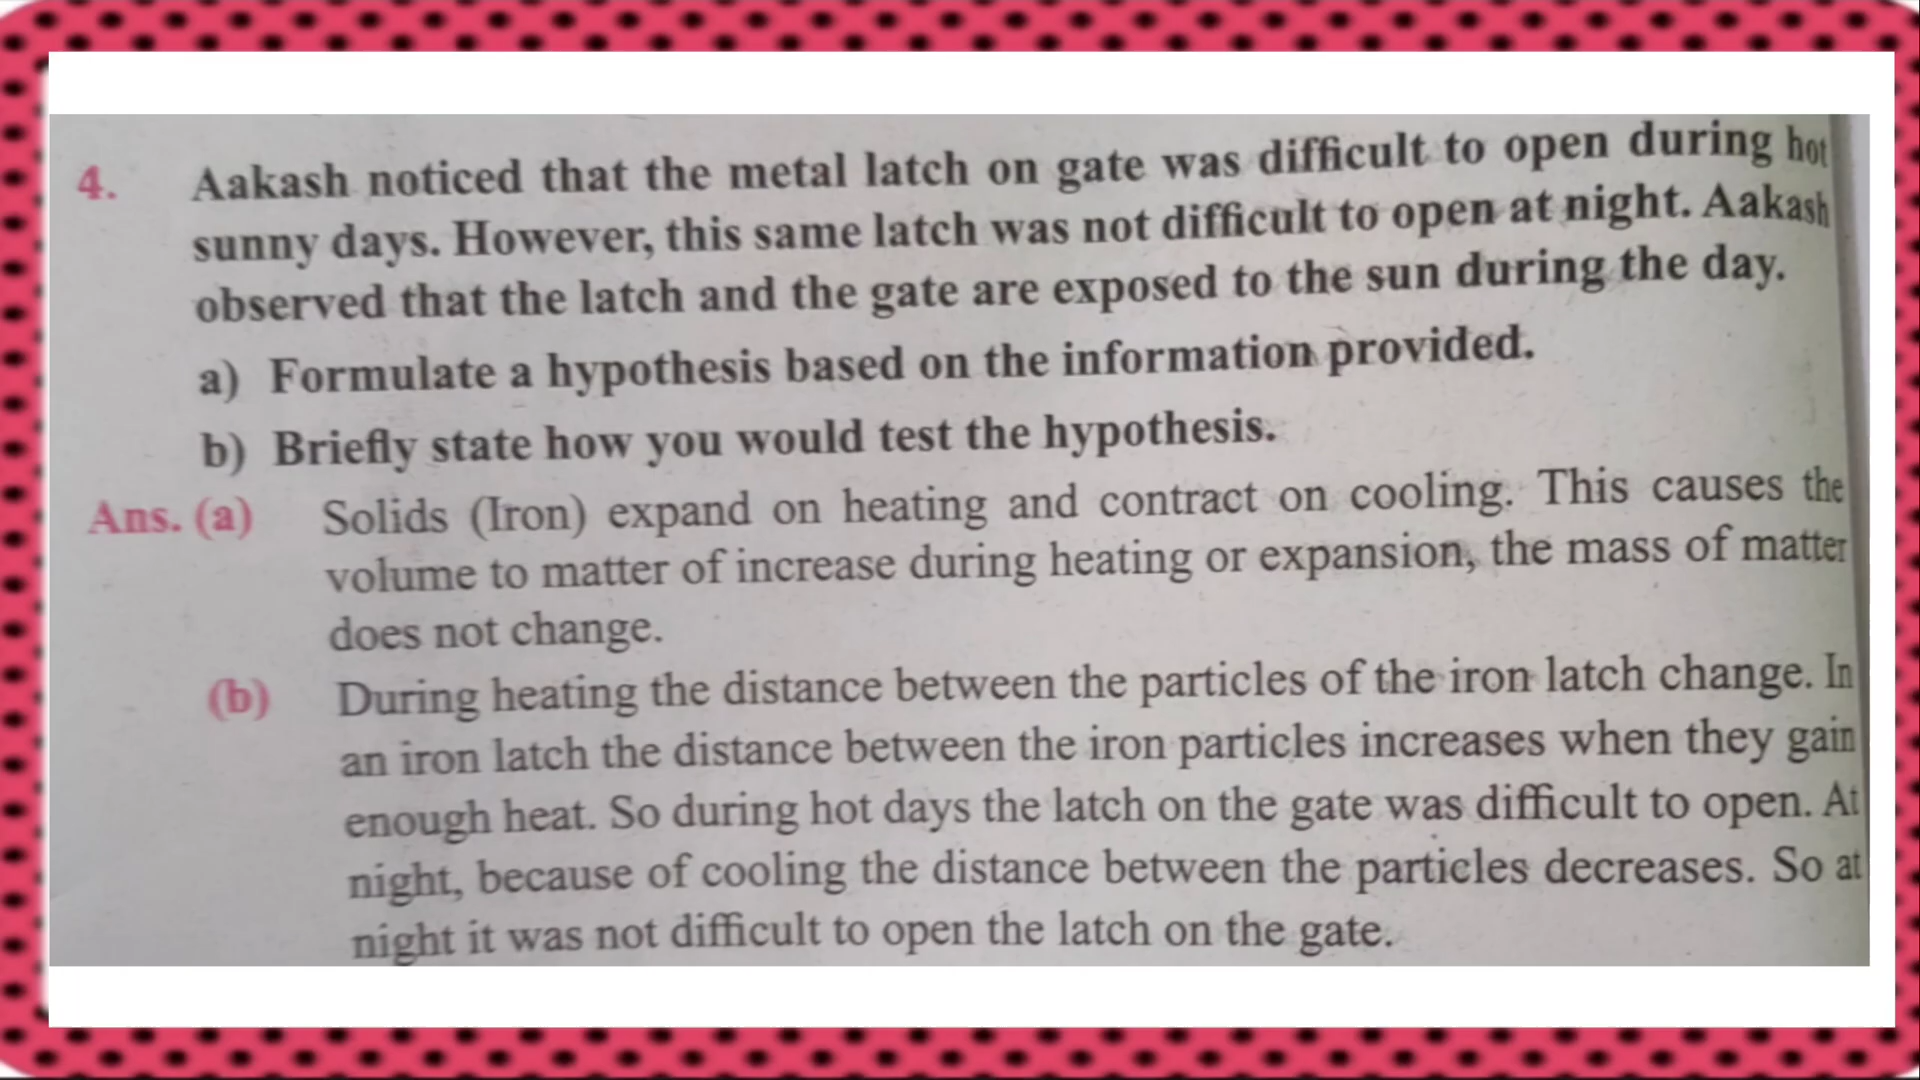 4. Aakash noticed that the metal latch on gate was difficult to open during hot
sunny days. However, this same latch was not difficult to open at night. Aakash
observed that the latch and the gate are exposed to the sun during the day.
a) Formulate a hypothesis based on the information provided.
b) Briefly state how you would test the hypothesis.
Ans. (a) Solids (Iron) expand on heating and contract on cooling. This causes the
volume to matter of increase during heating or expansion, the mass of matter
does not change.
(b) During heating the distance between the particles of the iron latch change. In
an iron latch the distance between the iron particles increases when they gain
enough heat. So during hot days the latch on the gate was difficult to open. At
night, because of cooling the distance between the particles decreases. So at
night it was not difficult to open the latch on the gate.